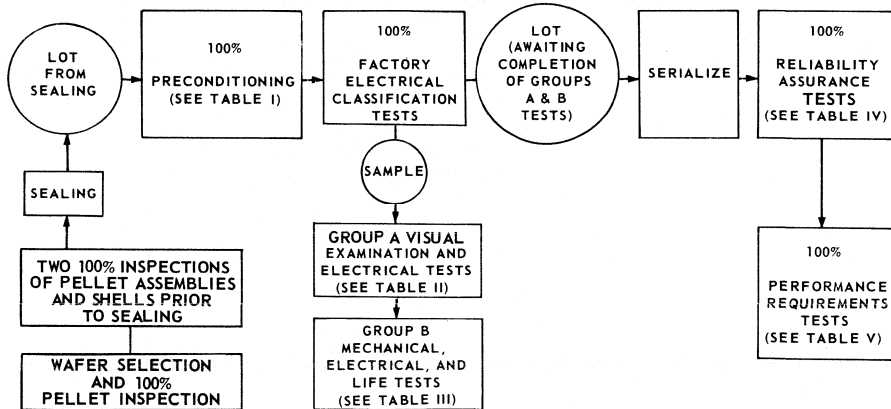 LOT
FROM
SEALING
100%
PRECONDITIONING
(SEE TABLE I)
100%
FACTORY
ELECTRICAL
CLASSIFICATION
TESTS
LOT
(AWAITING
COMPLETION
OF GROUPS
A & B
TESTS)
SERIALIZE
100%
RELIABILITY
ASSURANCE
TESTS
(SEE TABLE IV)
SEALING
SAMPLE
TWO 100% INSPECTIONS
OF PELLET ASSEMBLIES
AND SHELLS PRIOR
TO SEALING
GROUP A VISUAL
EXAMINATION AND
ELECTRICAL TESTS
(SEE TABLE II)
100%
PERFORMANCE
REQUIREMENTS
TESTS
(SEE TABLE V)
WAFER SELECTION
AND 100%
PELLET INSPECTION
GROUP B
MECHANICAL,
ELECTRICAL, AND
LIFE TESTS
(SEE TABLE III)